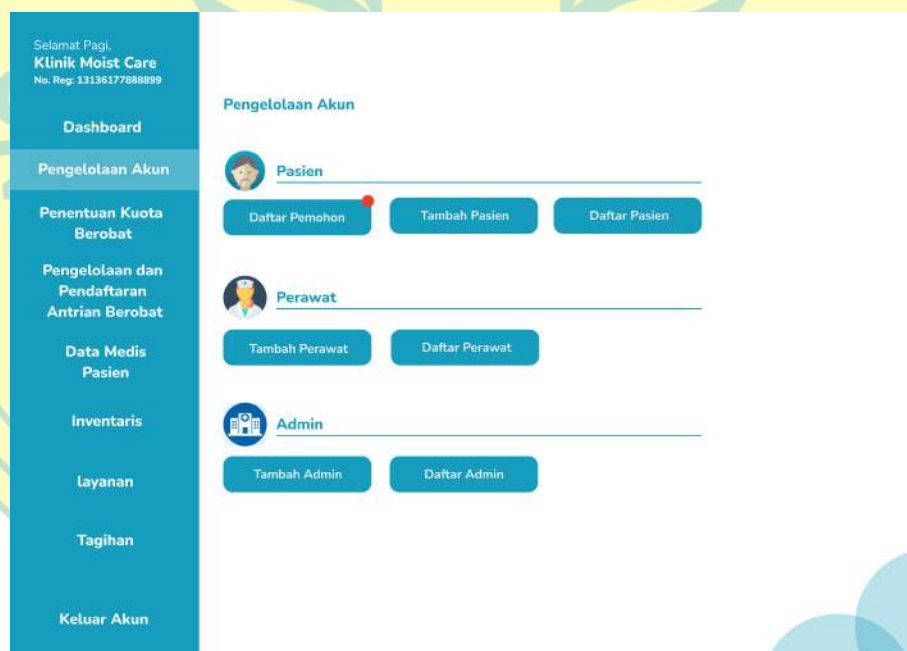 Selamat Pagi,
Klinik Moist Care
No. Reg: 13136177888899
Dashboard
Pengelolaan Akun
Penentuan Kuota
Berobat
Pengelolaan dan
Pendaftaran
Antrian Berobat
Data Medis
Pasien
Inventaris
layanan
Tagihan
Keluar Akun
Pengelolaan Akun
Pasien
Daftar Pemohon
Tambah Pasien
Daftar Pasien
Perawat
Tambah Perawat
Daftar Perawat
Admin
Tambah Admin
Daftar Admin